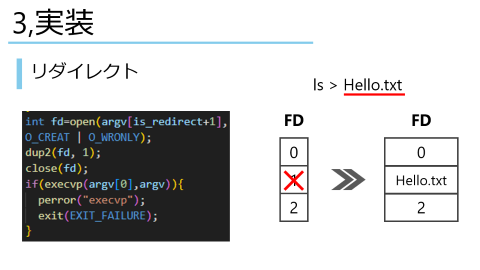 3,実装
リダイレクト
ls > Hello.txt
int fd=open(argv[is_redirect+1],
O_CREAT | O_WRONLY);
dup2(fd, 1);
close(fd);
if(execvp(argv[0],argv)){
perror("execvp");
exit(EXIT_FAILURE);
}
FD
0
1
2
FD
0
Hello.txt
2